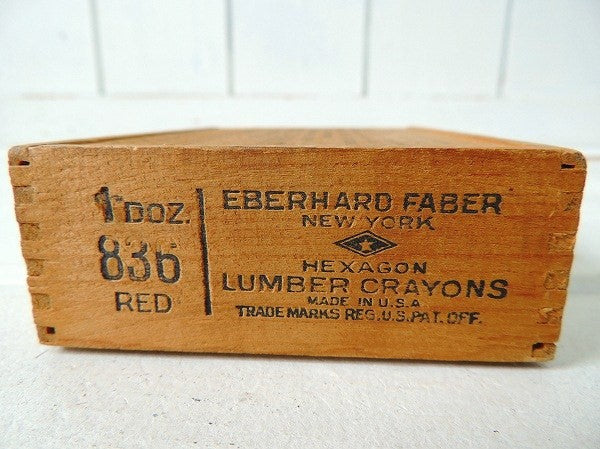 1 DOZ.
836
RED
EBERHARD FABER
NEW YORK
HEXAGON
LUMBER CRAYONS
MADE IN U.S.A
TRADE MARKS REG. U.S. PAT. OFF.